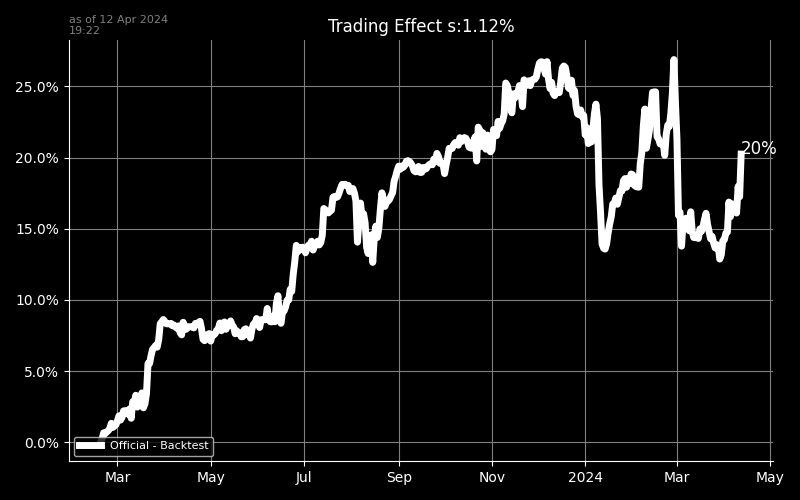 as of 12 Apr 2024
19:22
Trading Effect s:1.12%
25.0%
20.0%
15.0%
10.0%
5.0%
0.0%
20%
Official - Backtest
Mar
May
Jul
Sep
Nov
2024
Mar
May